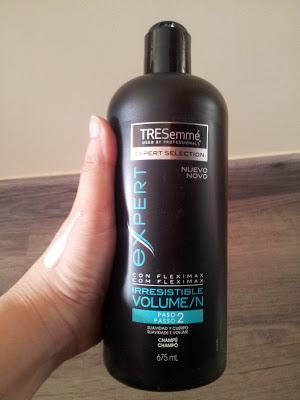 TRESemmé
USED BY PROFESSIONALS
EXPERT SELECTION
NUEVO
NOVO
eXPERT
CON FLEXIMAX
COM FLEXIMAX
IRRESISTIBLE
VOLUME/N
PASO
PASSO 2
SUAVIDAD Y CUERPO
SUAVIDADE E VOLUME
CHAMPÚ
CHAMPÔ
675 mL